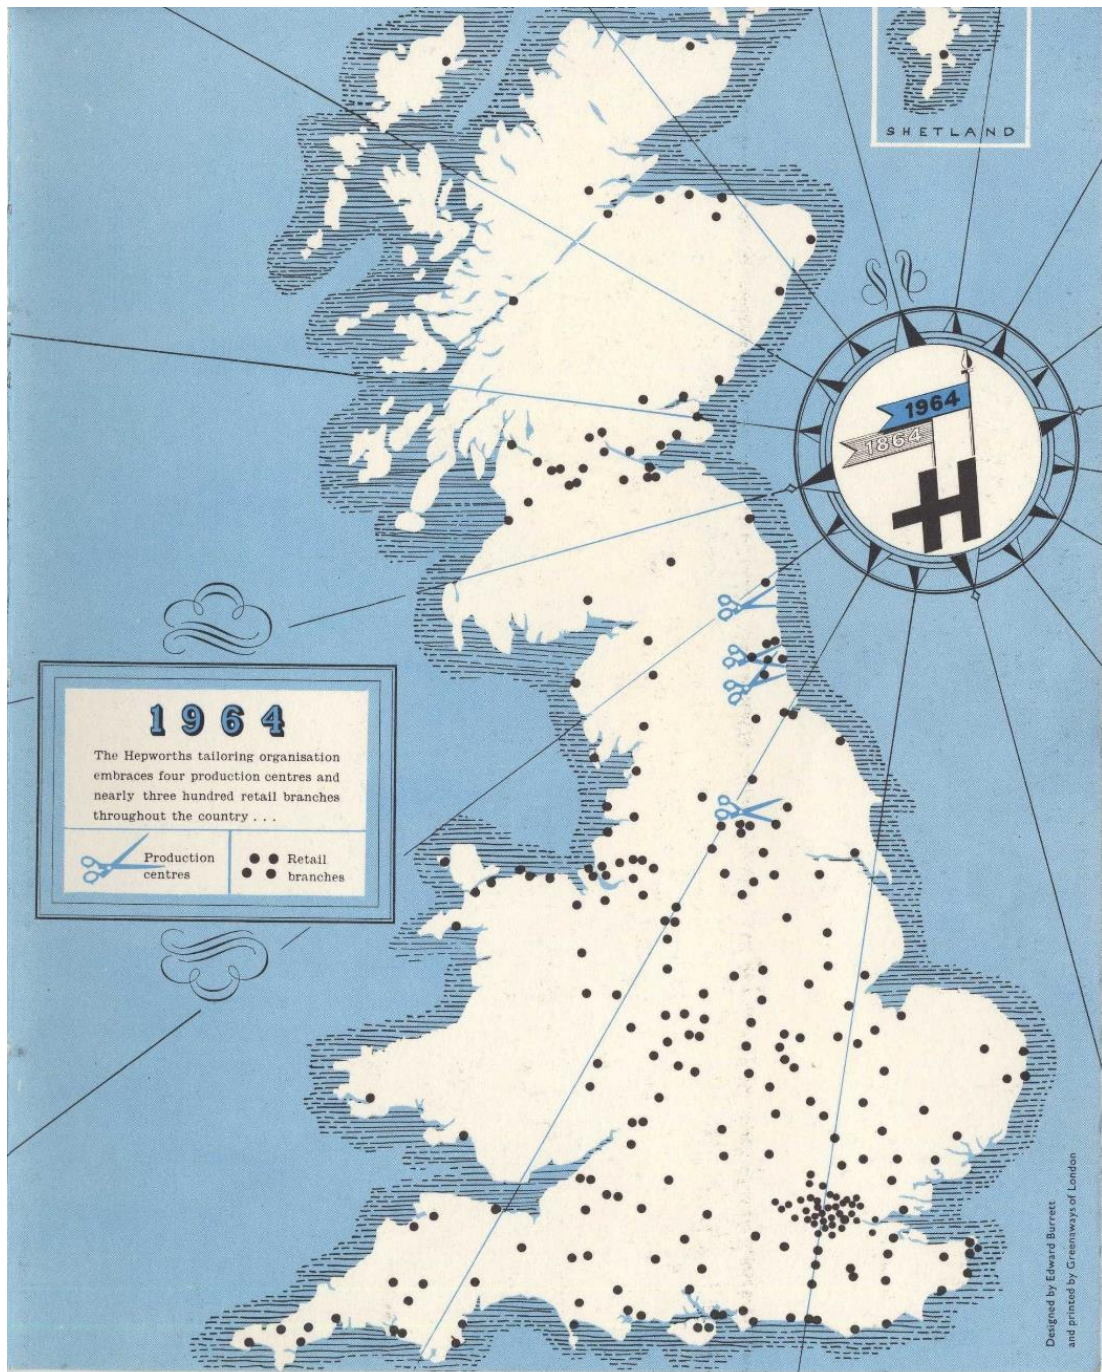 SHETLAND
1964
1864
H
1964
The Hepworths tailoring organisation
embraces four production centres and
nearly three hundred retail branches
throughout the country . . .
Production
centres
Retail
branches
Designed by Edward Burrett
and printed by Greenaways of London